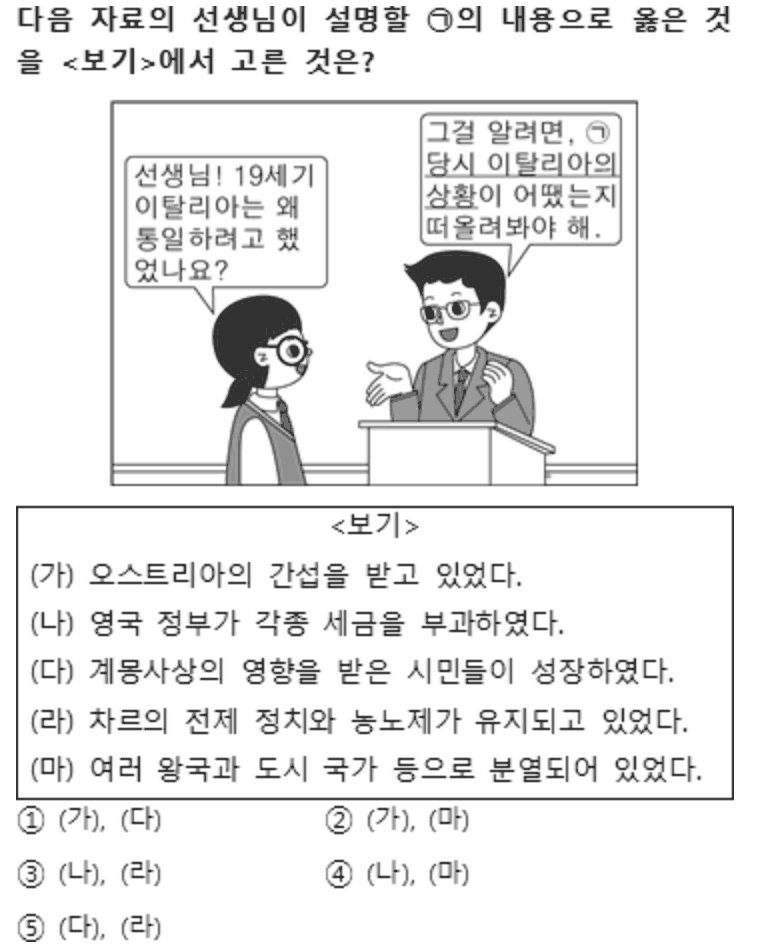 다음 자료의 선생님이 설명할 ㉠의 내용으로 옳은 것
을 <보기>에서 고른 것은?
선생님! 19세기
이탈리아는 왜
통일하려고 했
었나요?
그걸 알려면, ㉠
당시 이탈리아의
상황이 어땠는지
떠올려봐야 해.
<보기>
(가) 오스트리아의 간섭을 받고 있었다.
(나) 영국 정부가 각종 세금을 부과하였다.
(다) 계몽사상의 영향을 받은 시민들이 성장하였다.
(라) 차르의 전제 정치와 농노제가 유지되고 있었다.
(마) 여러 왕국과 도시 국가 등으로 분열되어 있었다.
① (가), (다) ② (가), (마)
③ (나), (라) ④ (나), (마)
⑤ (다), (라)